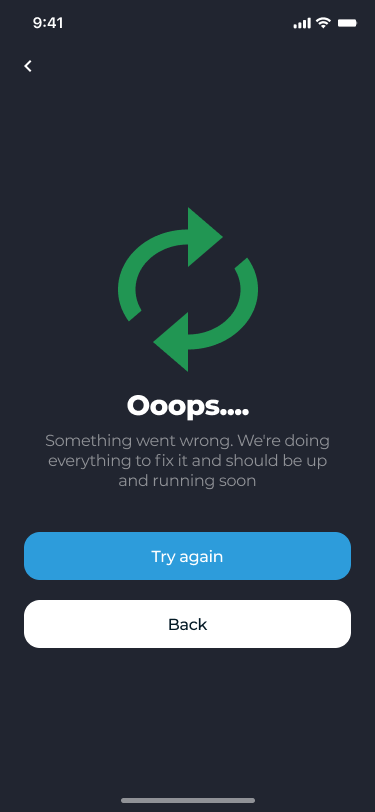 9:41
Ooops....
Something went wrong. We're doing
everything to fix it and should be up
and running soon
Try again
Back